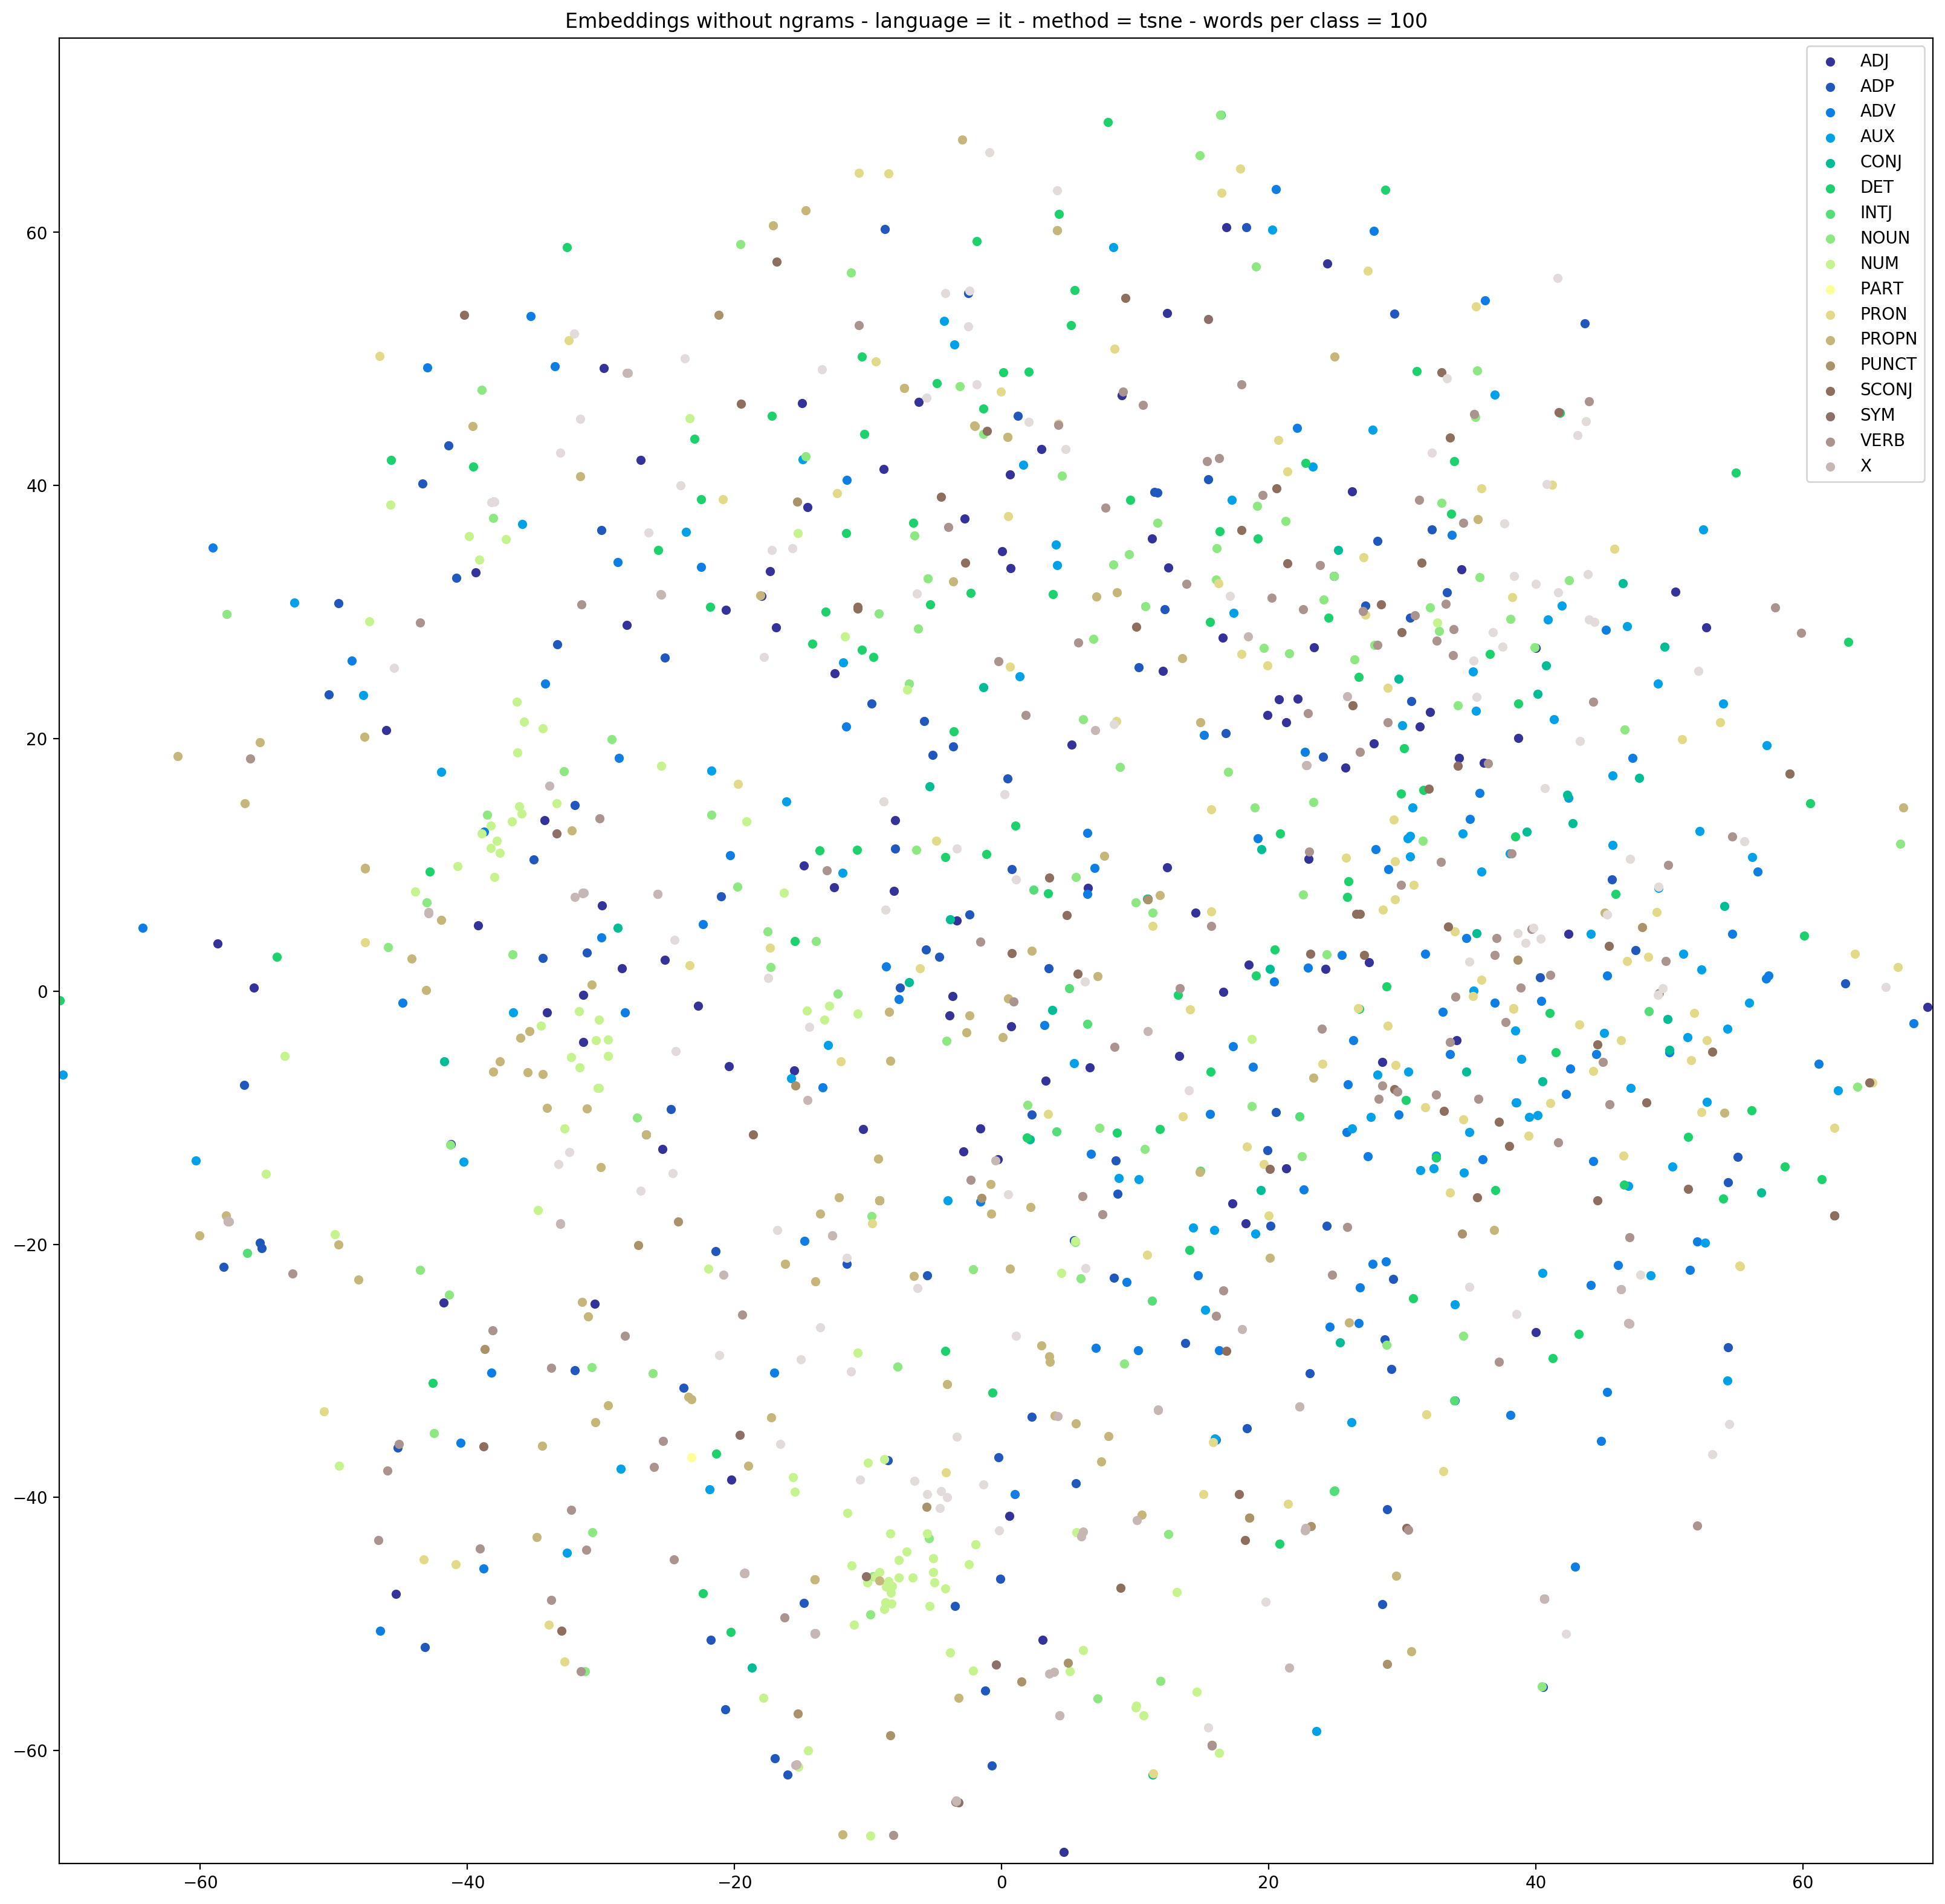 Embeddings without ngrams - language = it - method = tsne - words per class = 100
ADJ
ADP
ADV
AUX
CONJ
DET
INTJ
NOUN
NUM
PART
PRON
PROPN
PUNCT
SCONJ
SYM
VERB
X
60
40
20
0
−20
−40
−60
−60 −40 −20 0 20 40 60